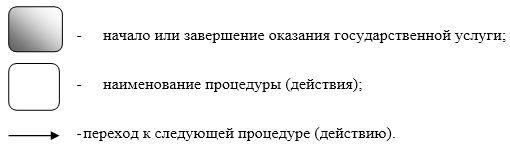 - начало или завершение оказания государственной услуги;
- наименование процедуры (действия);
- переход к следующей процедуре (действию).